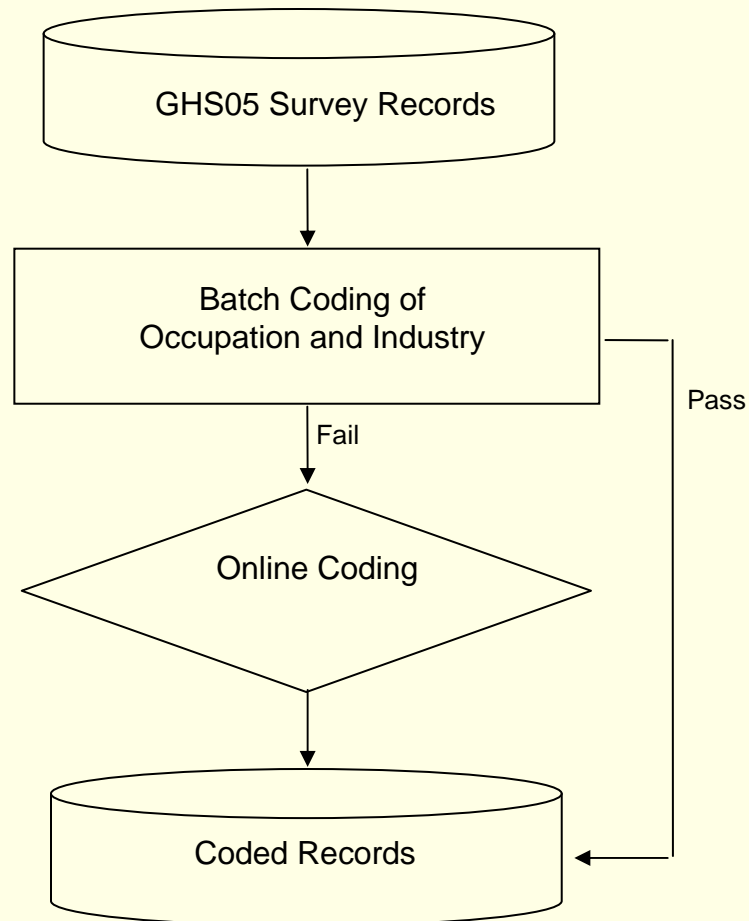 GHS05 Survey Records
Batch Coding of
Occupation and Industry
Pass
Fail
Online Coding
Coded Records